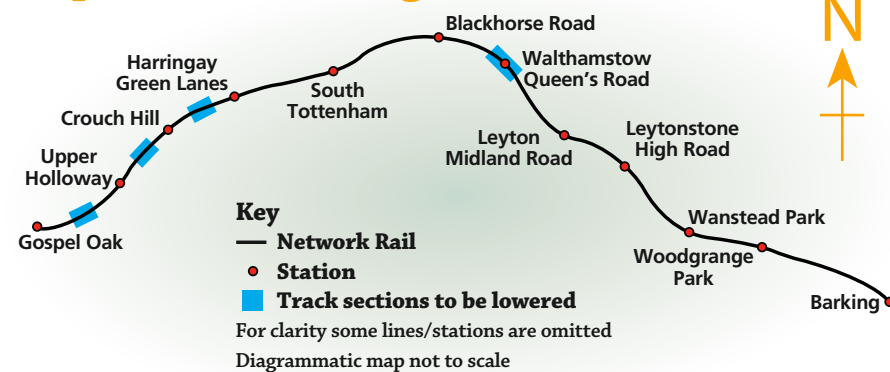 N
Blackhorse Road
Walthamstow
Queen's Road
Harringay
Green Lanes
South
Tottenham
Crouch Hill
Upper
Holloway
Gospel Oak
Leyton
Midland Road
Leytonstone
High Road
Wanstead Park
Woodgrange
Park
Barking
Key
Network Rail
Station
Track sections to be lowered
For clarity some lines/stations are omitted
Diagrammatic map not to scale